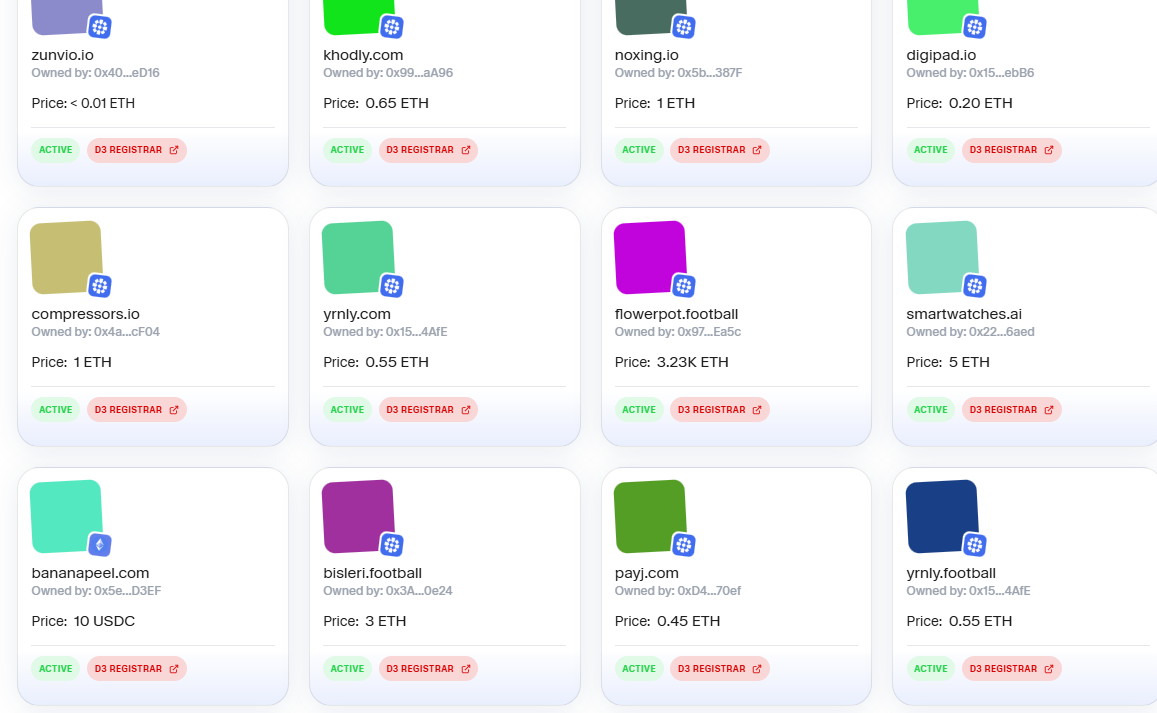 zunvio.io
Owned by: 0x40...eD16
Price: < 0.01 ETH
ACTIVE D3 REGISTRAR
khodly.com
Owned by: 0x99...aA96
Price: 0.65 ETH
ACTIVE D3 REGISTRAR
noxing.io
Owned by: 0x5b...387F
Price: 1 ETH
ACTIVE D3 REGISTRAR
digipad.io
Owned by: 0x15...ebB6
Price: 0.20 ETH
ACTIVE D3 REGISTRAR
compressors.io
Owned by: 0x4a...cF04
Price: 1 ETH
ACTIVE D3 REGISTRAR
yrnly.com
Owned by: 0x15...4AfE
Price: 0.55 ETH
ACTIVE D3 REGISTRAR
flowerpot.football
Owned by: 0x97...Ea5c
Price: 3.23K ETH
ACTIVE D3 REGISTRAR
smartwatches.ai
Owned by: 0x22...6aed
Price: 5 ETH
ACTIVE D3 REGISTRAR
bananapeel.com
Owned by: 0x5e...D3EF
Price: 10 USDC
ACTIVE D3 REGISTRAR
bisleri.football
Owned by: 0x3A...0e24
Price: 3 ETH
ACTIVE D3 REGISTRAR
payj.com
Owned by: 0xD4...70ef
Price: 0.45 ETH
ACTIVE D3 REGISTRAR
yrnly.football
Owned by: 0x15...4AfE
Price: 0.55 ETH
ACTIVE D3 REGISTRAR